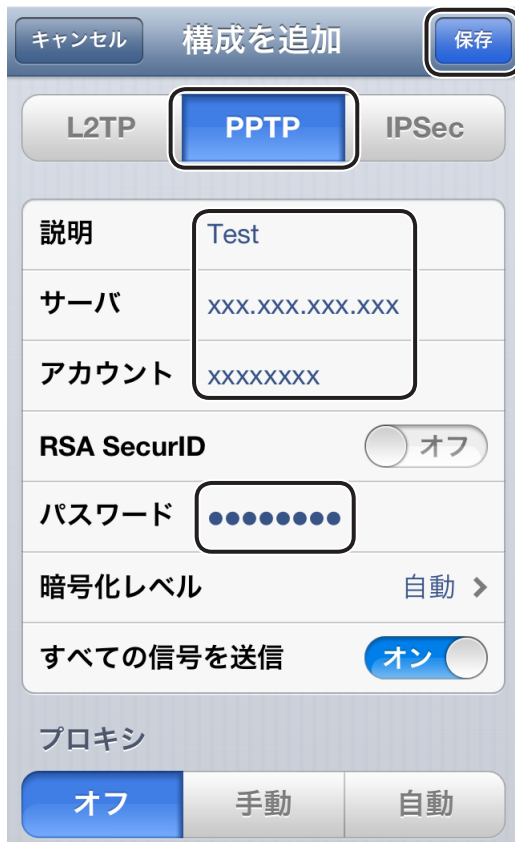 キャンセル 構成を追加 保存
L2TP PPTP IPSec
説明 Test
サーバ xxx.xxx.xxx.xxx
アカウント xxxxxxxx
RSA SecurID オフ
パスワード ●●●●●●●●
暗号化レベル 自動 >
すべての信号を送信 オン
プロキシ
オフ 手動 自動